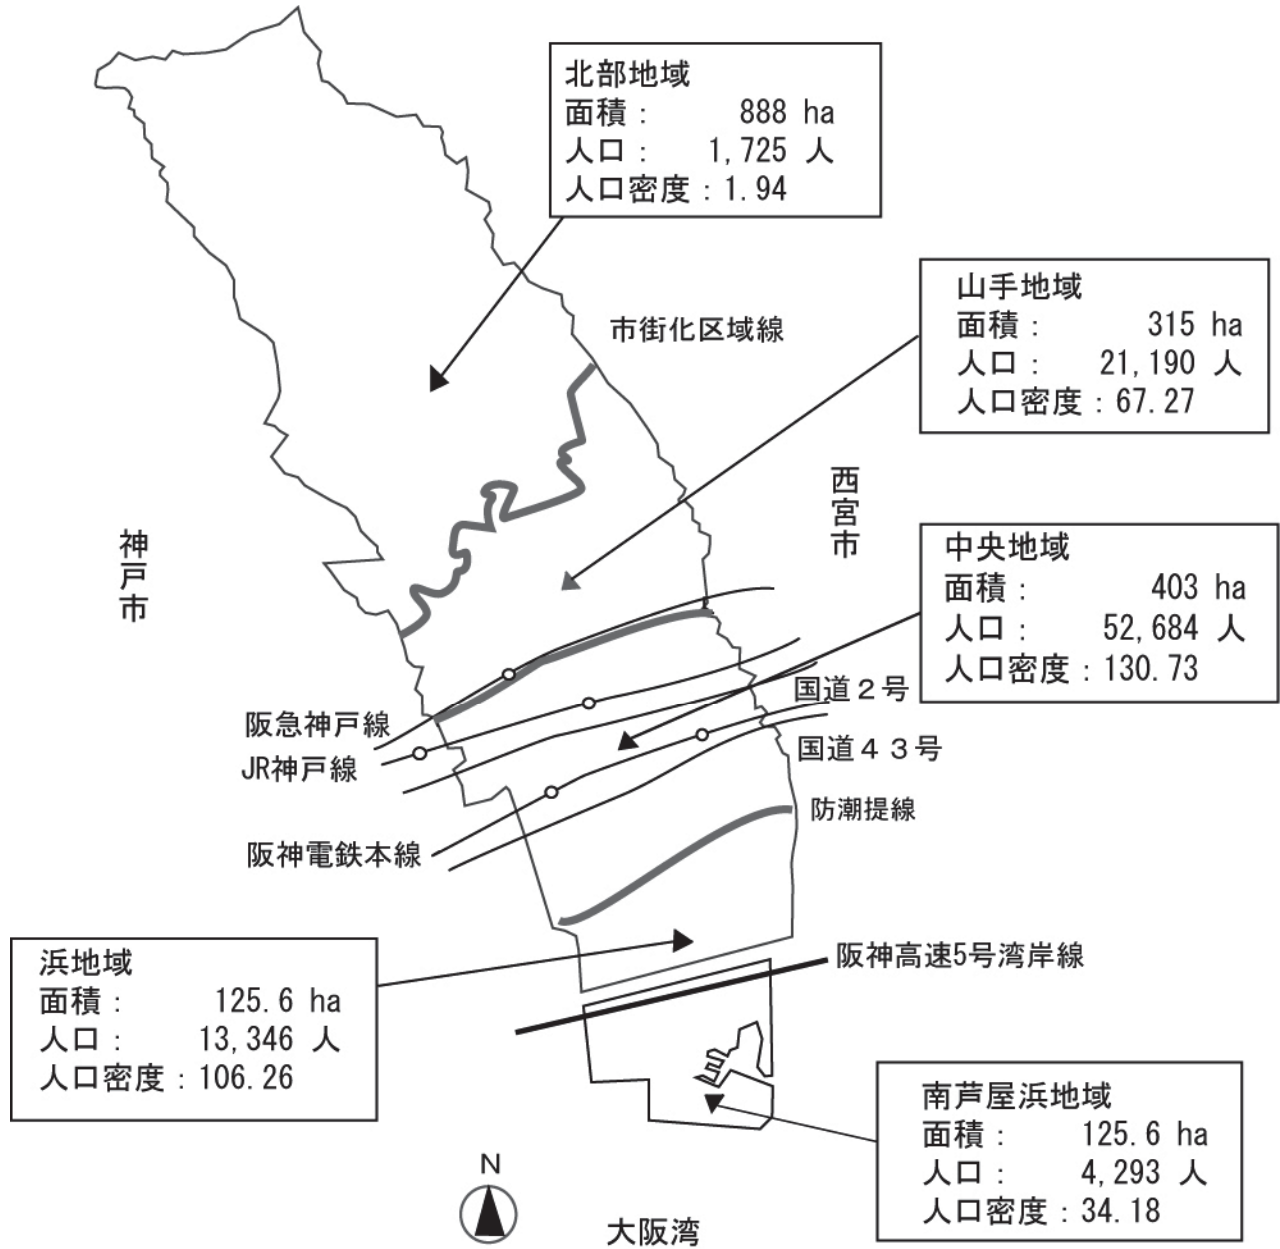 北部地域
面積： 888 ha
人口： 1,725 人
人口密度：1.94
市街化区域線
山手地域
面積： 315 ha
人口： 21,190 人
人口密度：67.27
西宮市
神戸市
中央地域
面積： 403 ha
人口： 52,684 人
人口密度：130.73
国道２号
阪急神戸線
国道４３号
JR神戸線
防潮提線
阪神電鉄本線
浜地域
面積： 125.6 ha
人口： 13,346 人
人口密度：106.26
阪神高速5号湾岸線
南芦屋浜地域
面積： 125.6 ha
人口： 4,293 人
人口密度：34.18
N
大阪湾